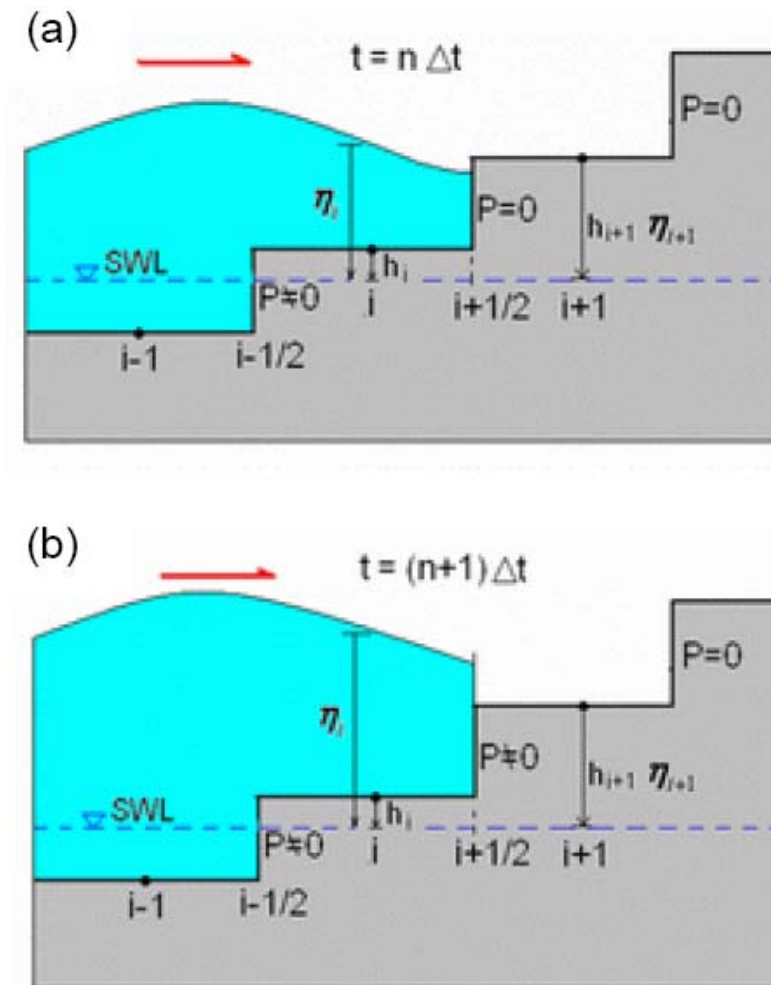 (a)
t = n Δt
P=0
η_i
P=0
h_{i+1} η_{i+1}
SWL
h_i
P≒0
i
i+1/2
i+1
i-1
i-1/2
(b)
t = (n+1) Δt
P=0
η_i
P≒0
h_{i+1} η_{i+1}
SWL
h_i
P≒0
i
i+1/2
i+1
i-1
i-1/2